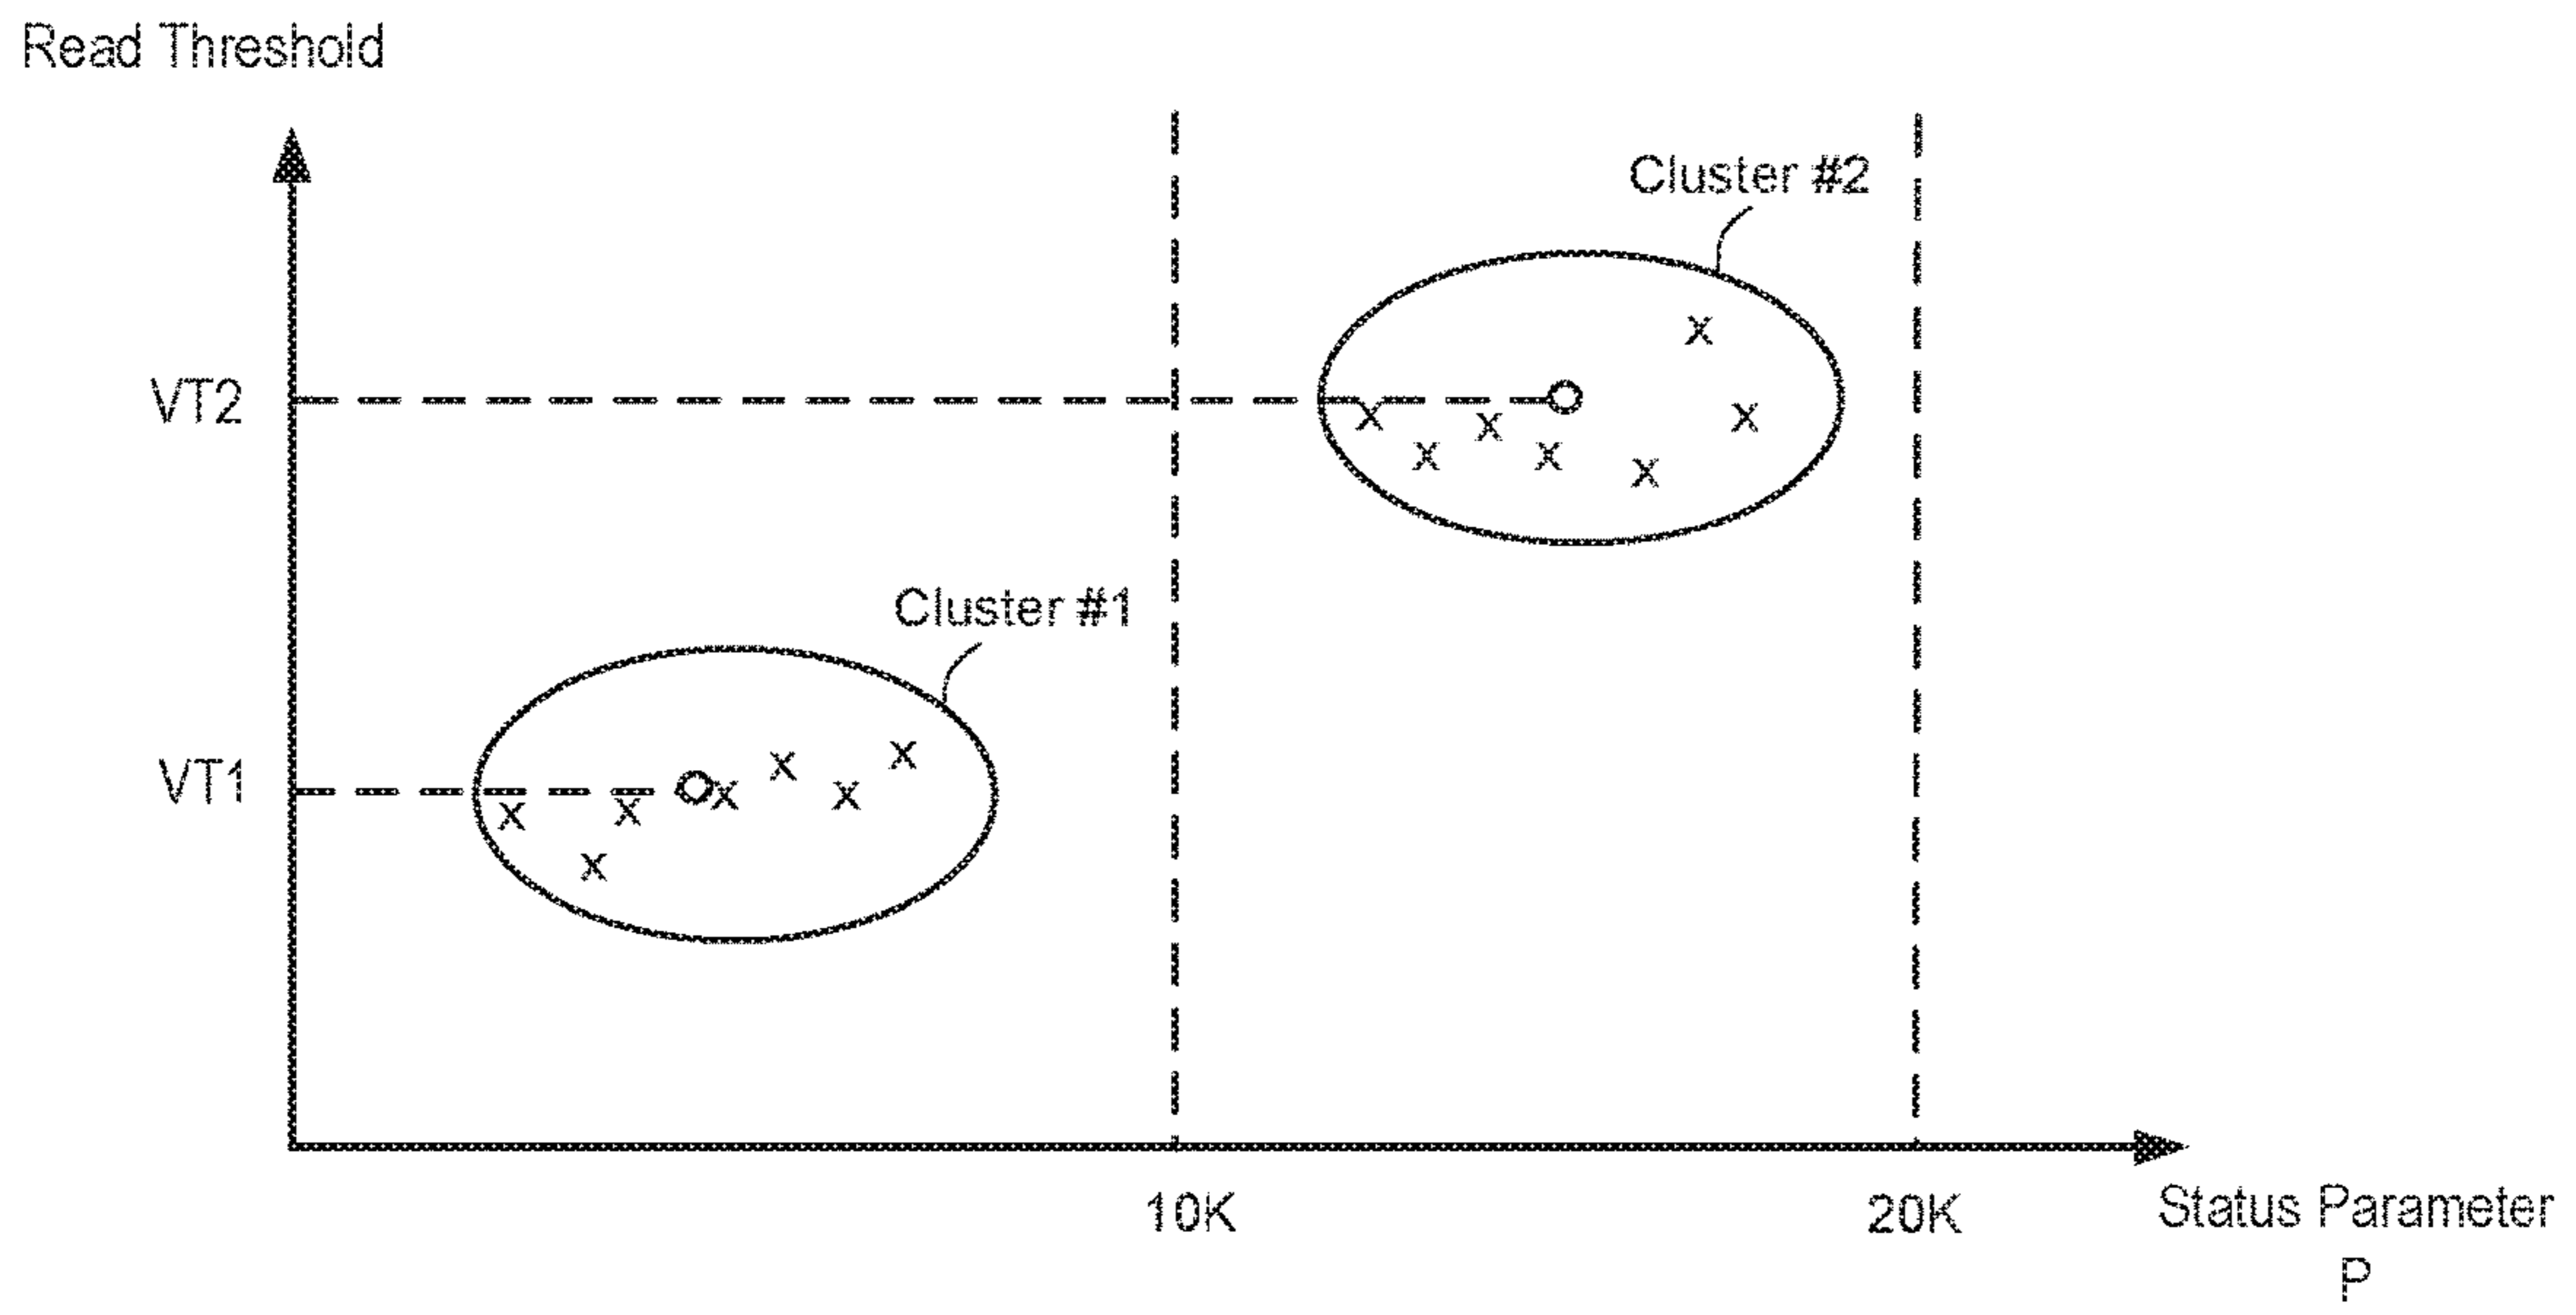 Read Threshold
Cluster #2
VT2
Cluster #1
VT1
10K
20K
Status Parameter
P